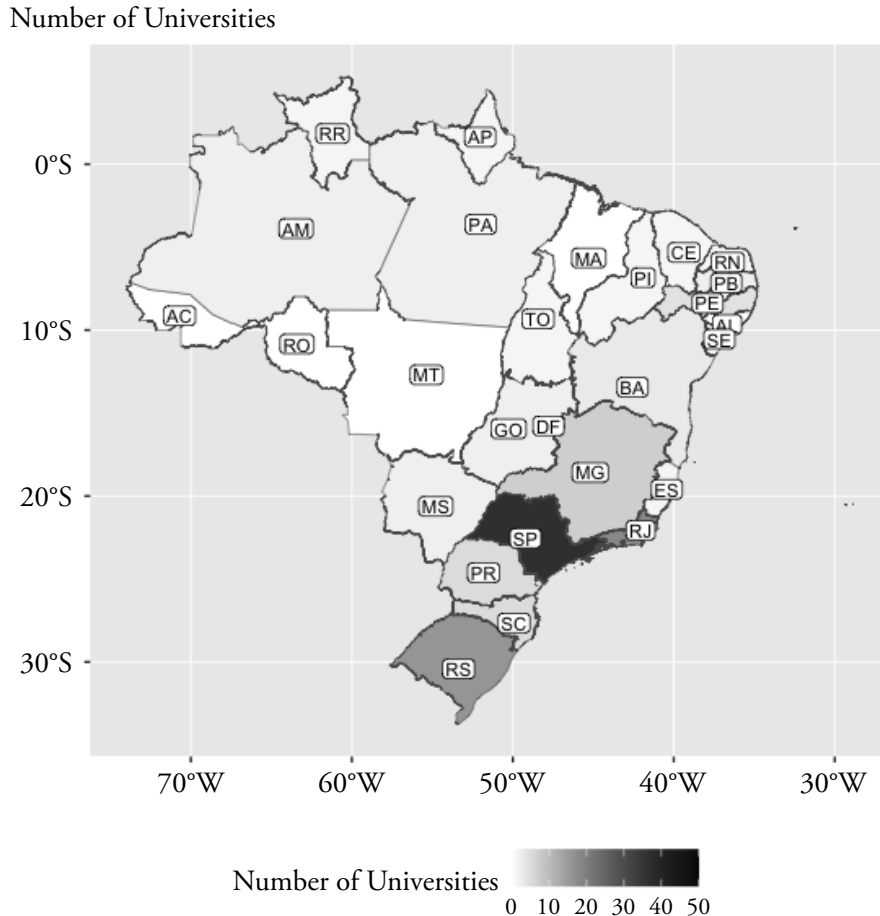 Number of Universities
RR
AP
0°S
AM
PA
MA
CE
RN
PI
PB
PE
AC
TO
AL
10°S
SE
RO
MT
BA
GO
DF
MG
ES
20°S
MS
RJ
SP
PR
SC
30°S
RS
70°W 60°W 50°W 40°W 30°W
Number of Universities
0 10 20 30 40 50